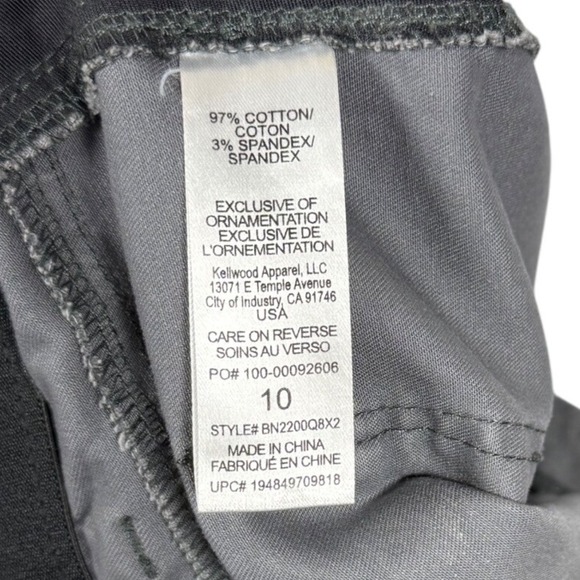 97% COTTON/
COTON
3% SPANDEX/
SPANDEX
EXCLUSIVE OF
ORNAMENTATION
EXCLUSIVE DE
L'ORNEMENTATION
Kellwood Apparel, LLC
13071 E Temple Avenue
City of Industry, CA 91746
USA
CARE ON REVERSE
SOINS AU VERSO
PO# 100-00092606
10
STYLE# BN2200Q8X2
MADE IN CHINA
FABRIQUÉ EN CHINE
UPC# 194849709818